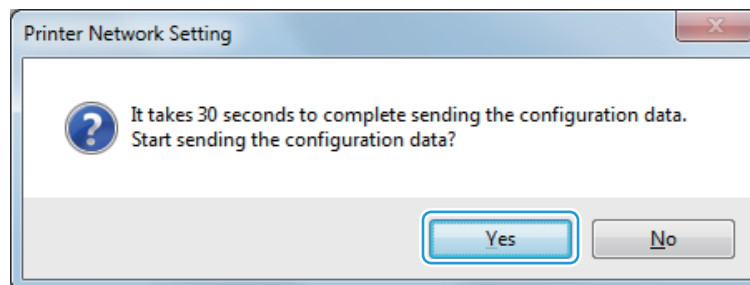 Printer Network Setting
It takes 30 seconds to complete sending the configuration data.
Start sending the configuration data?
Yes
No